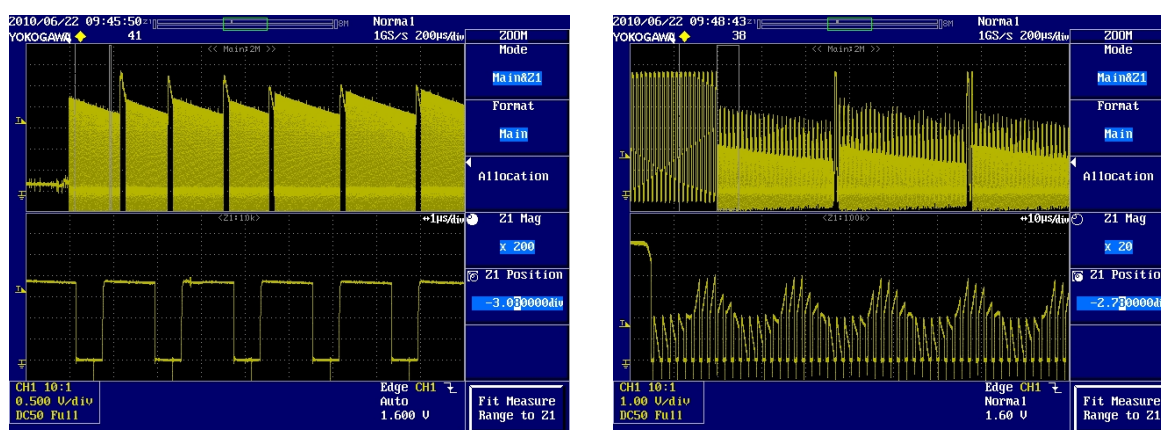 2010/06/22 09:45:50
Normal
YOKOGAWA 41
1GS/s 200µs/div
<< Main:2M >>
8M
ZOOM
Mode
Main&Z1
Format
Main
Allocation
<Z1:10k>
1µs/div
Z1 Mag
X 200
Z1 Position
-3.080000div
CH1 10:1
0.500 V/div
DC50 Full
Edge CH1
Auto
1.600 V
Fit Measure
Range to Z1
2010/06/22 09:48:43
Normal
YOKOGAWA 38
1GS/s 200µs/div
<< Main:2M >>
8M
ZOOM
Mode
Main&Z1
Format
Main
Allocation
<Z1:100k>
10µs/div
Z1 Mag
X 20
Z1 Position
-2.780000di
CH1 10:1
1.00 V/div
DC50 Full
Edge CH1
Normal
1.60 V
Fit Measure
Range to Z1